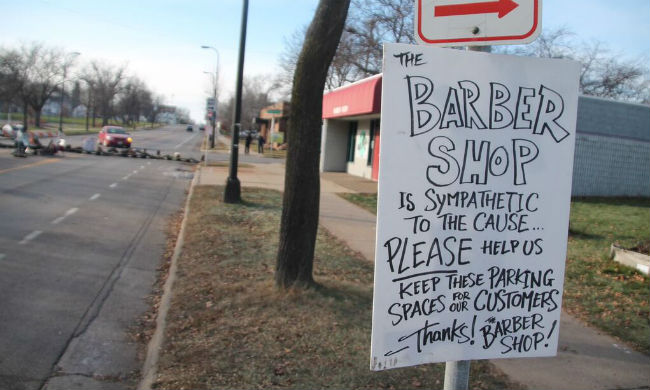 THE
BARBER
SHOP
IS SYMPATHETIC
TO THE CAUSE...
PLEASE HELP US
KEEP THESE PARKING
SPACES FOR OUR CUSTOMERS
Thanks! THE BARBER
SHOP!